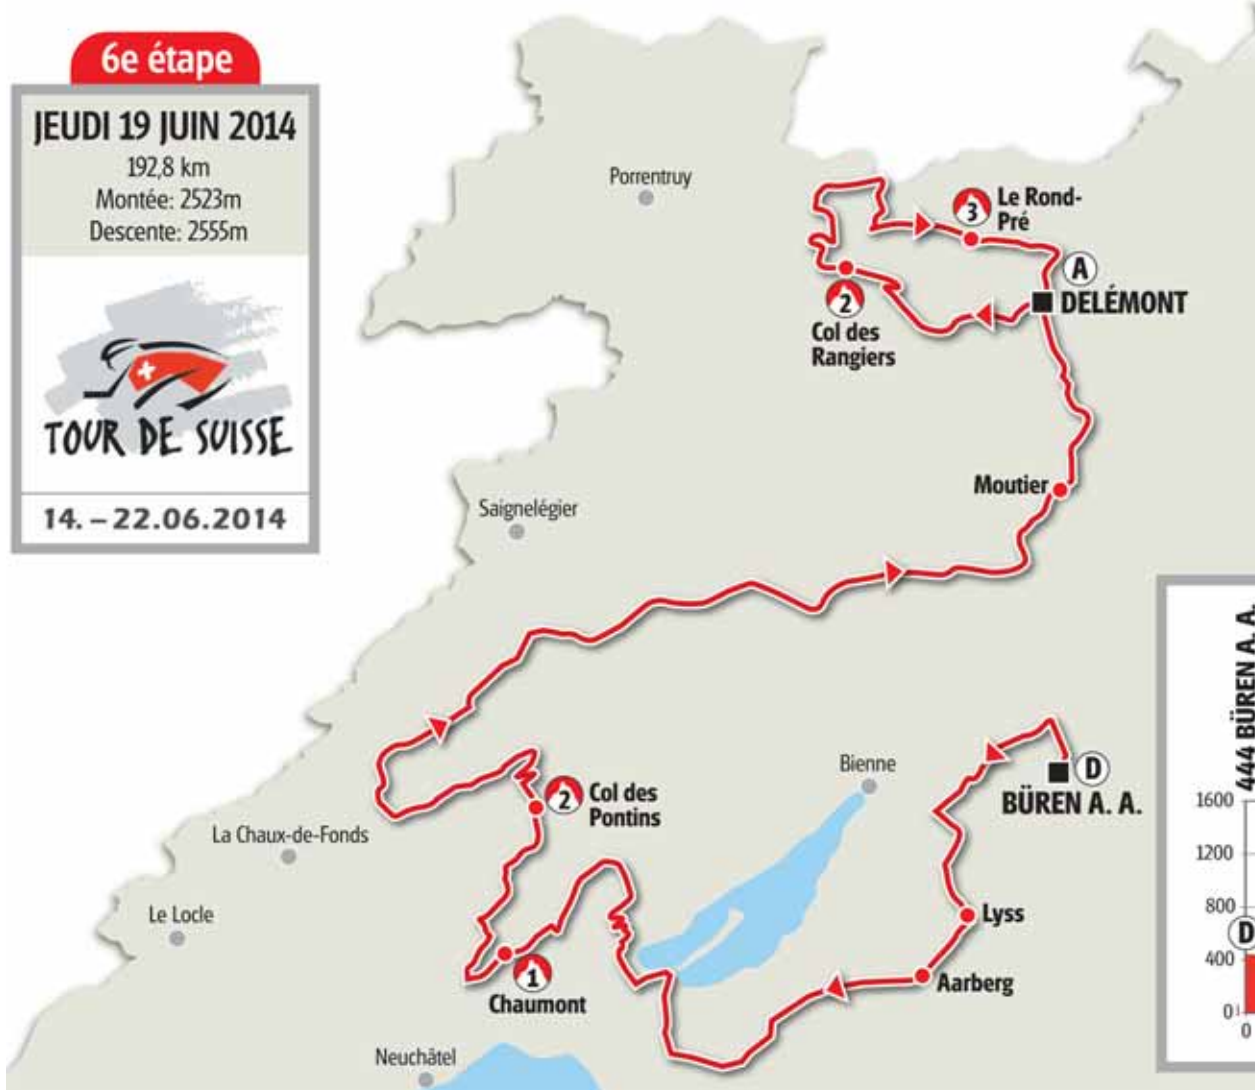 6e étape
JEUDI 19 JUIN 2014
192,8 km
Montée: 2523m
Descente: 2555m
TOUR DE SUISSE
14. – 22.06.2014
Porrentruy
3
Le Rond-
Pré
A
DELÉMONT
2
Col des
Rangiers
Moutier
Saignelégier
Bienne
D
BÜREN A. A.
2
Col des
Pontins
La Chaux-de-Fonds
Le Locle
Lyss
Aarberg
1
Chaumont
Neuchâtel
444 BÜREN A. A.
1600
1200
800
D
400
0
0